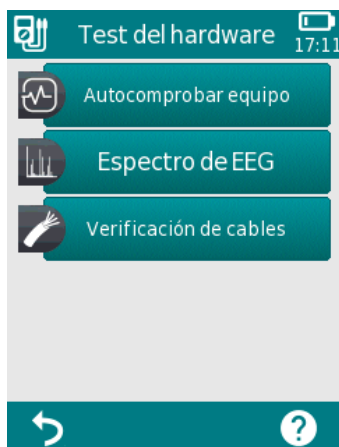 Test del hardware
17:11
Autocomprobar equipo
Espectro de EEG
Verificación de cables
?